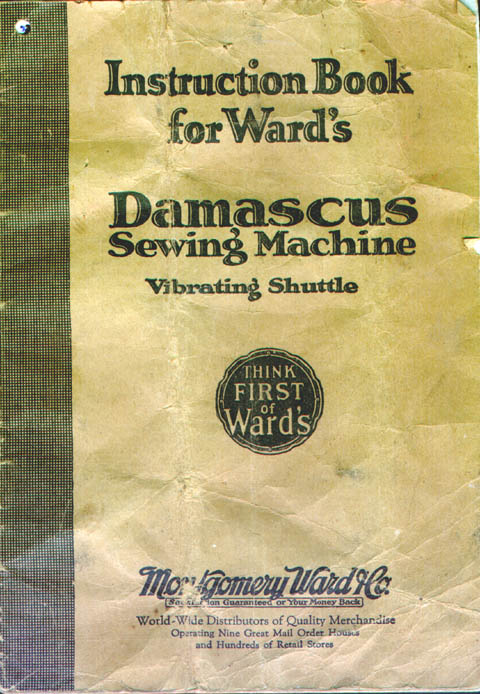 Instruction Book
for Ward's
Damascus
Sewing Machine
Vibrating Shuttle
THINK
FIRST
of
Ward's
Montgomery Ward & Co.
Satisfaction Guaranteed or Your Money Back
World-Wide Distributors of Quality Merchandise
Operating Nine Great Mail Order Houses
and Hundreds of Retail Stores